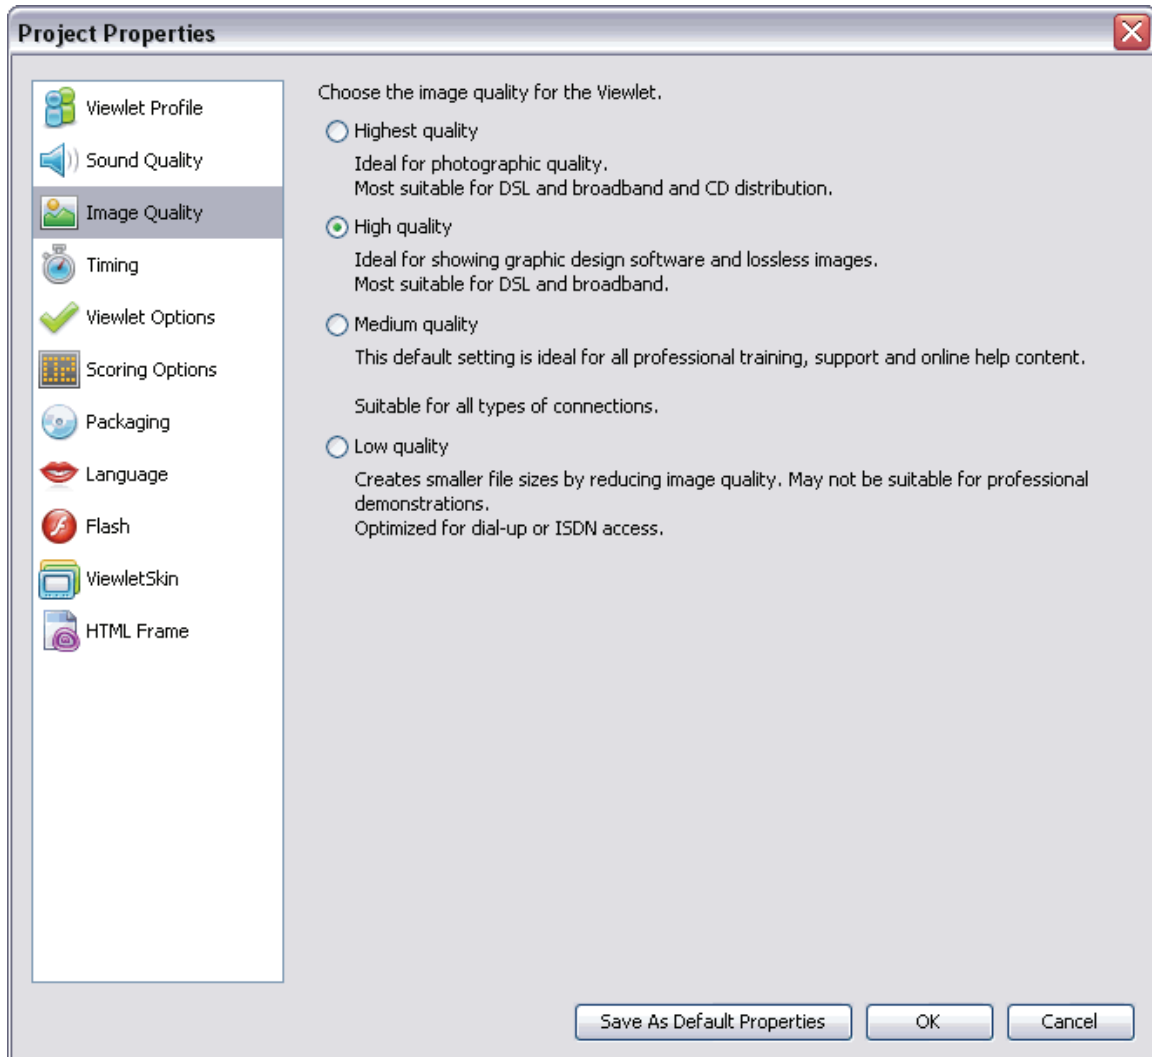 Project Properties
Viewlet Profile
Sound Quality
Image Quality
Timing
Viewlet Options
Scoring Options
Packaging
Language
Flash
ViewletSkin
HTML Frame
Choose the image quality for the Viewlet.
Highest quality
Ideal for photographic quality.
Most suitable for DSL and broadband and CD distribution.
High quality
Ideal for showing graphic design software and lossless images.
Most suitable for DSL and broadband.
Medium quality
This default setting is ideal for all professional training, support and online help content.
Suitable for all types of connections.
Low quality
Creates smaller file sizes by reducing image quality. May not be suitable for professional
demonstrations.
Optimized for dial-up or ISDN access.
Save As Default Properties
OK
Cancel